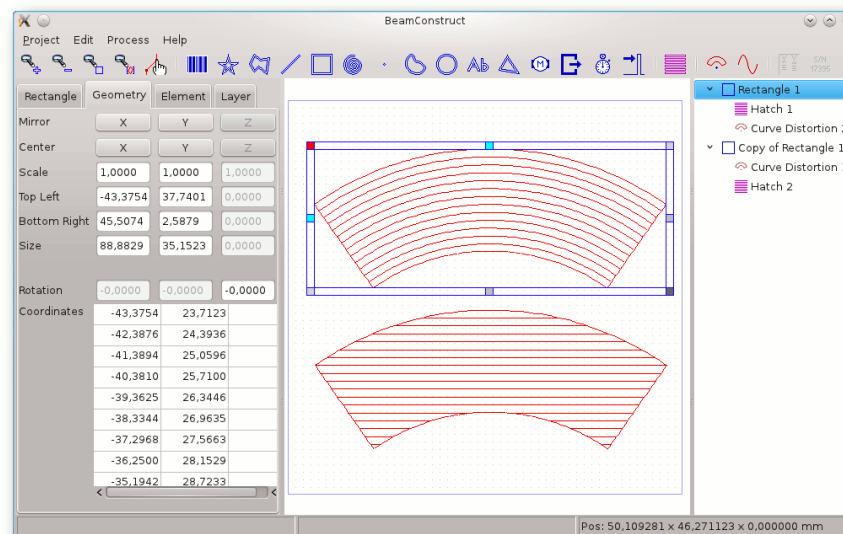 BeamConstruct
Project Edit Process Help
Ab M S/N
Rectangle Geometry Element Layer
Mirror X Y Z
Center X Y Z
Scale 1,0000 1,0000 1,0000
Top Left -43,3754 37,7401 0,0000
Bottom Right 45,5074 2,5879 0,0000
Size 88,8829 35,1523 0,0000
Rotation -0,0000 -0,0000 -0,0000
Coordinates -43,3754 23,7123
-42,3876 24,3936
-41,3894 25,0596
-40,3810 25,7100
-39,3625 26,3446
-38,3344 26,9635
-37,2968 27,5663
-36,2500 28,1529
-35,1942 28,7233
Rectangle 1
Hatch 1
Curve Distortion 2
Copy of Rectangle 1
Curve Distortion
Hatch 2
Pos: 50,109281 x 46,271123 x 0,000000 mm